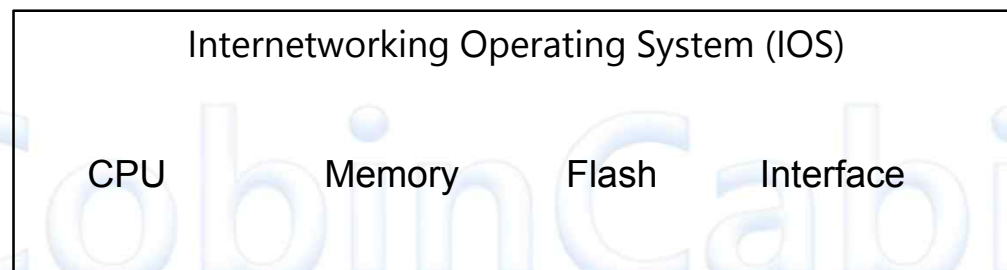 Internetworking Operating System (IOS)
CPU Memory Flash Interface